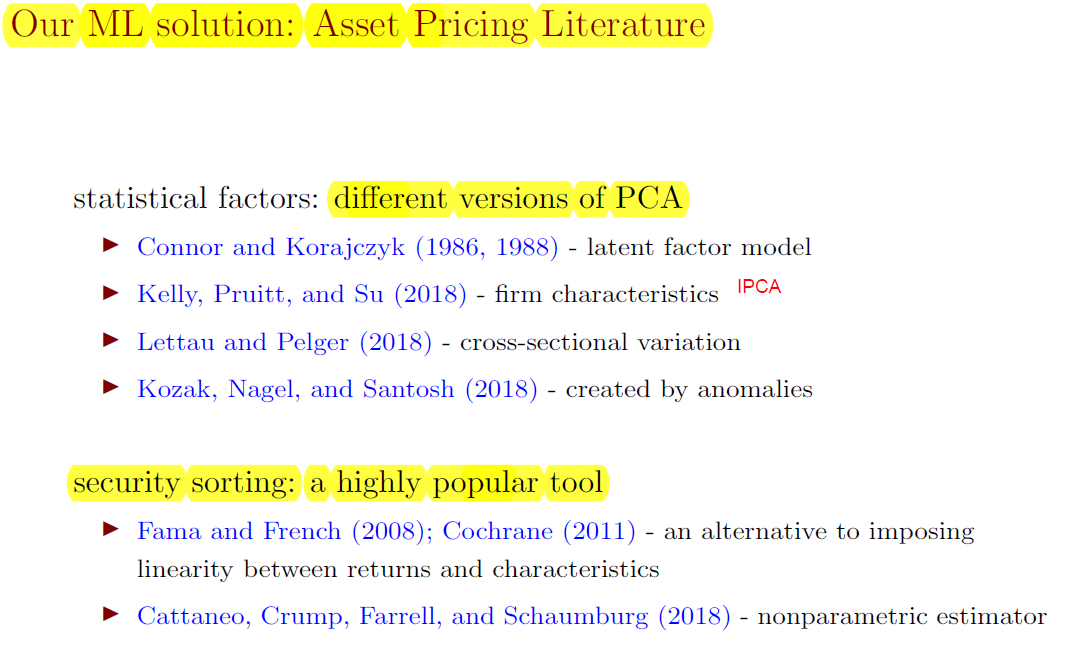 Our ML solution: Asset Pricing Literature
statistical factors: different versions of PCA
► Connor and Korajczyk (1986, 1988) - latent factor model
► Kelly, Pruitt, and Su (2018) - firm characteristics IPCA
► Lettau and Pelger (2018) - cross-sectional variation
► Kozak, Nagel, and Santosh (2018) - created by anomalies
security sorting: a highly popular tool
► Fama and French (2008); Cochrane (2011) - an alternative to imposing
linearity between returns and characteristics
► Cattaneo, Crump, Farrell, and Schaumburg (2018) - nonparametric estimator